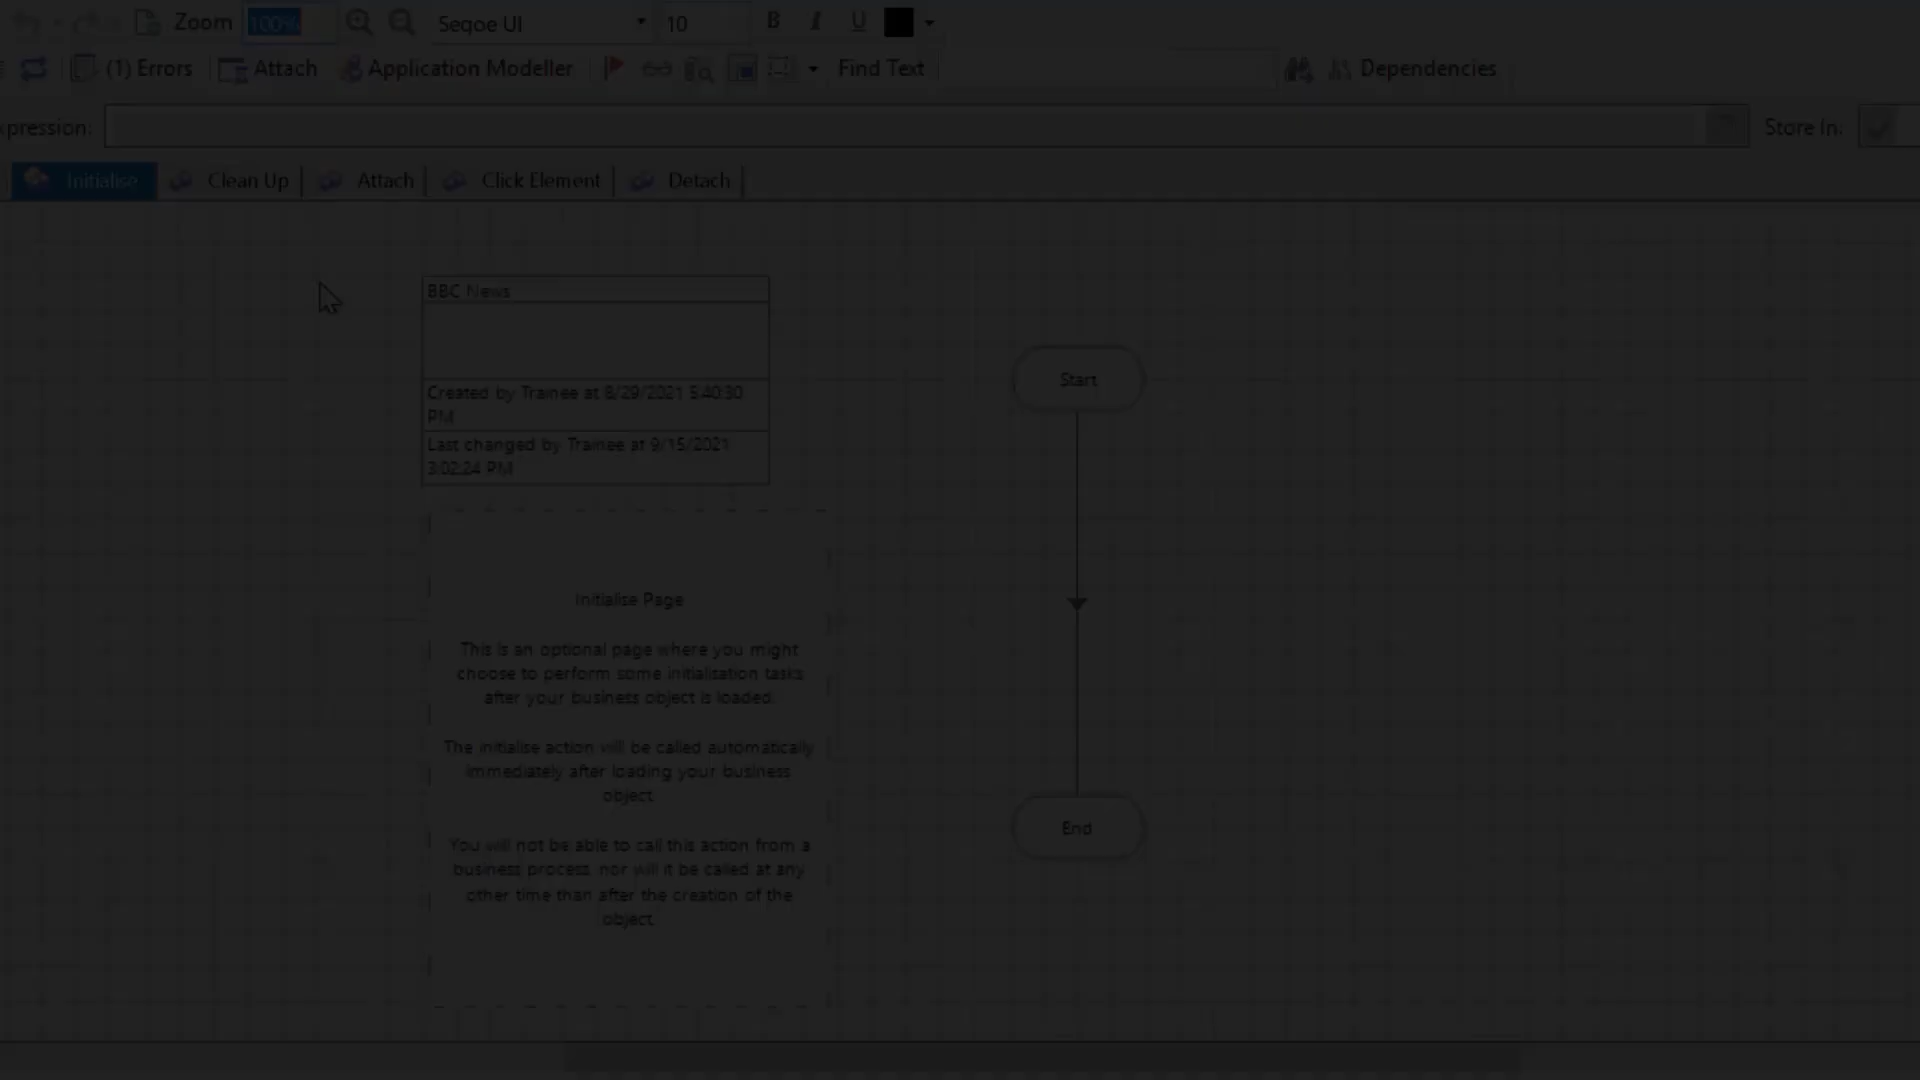 Zoom 100% Segoe UI 10 B I U
(1) Errors Attach Application Modeller Find Text Dependencies
xpression: Store In:
Initialise Clean Up Attach Click Element Detach
BBC News
Created by Trainee at 8/29/2021 5:40:30
PM
Last changed by Trainee at 9/15/2021
3:02:24 PM
Start
Initialise Page
This is an optional page where you might
choose to perform some initialisation tasks
after your business object is loaded.
The initialise action will be called automatically
immediately after loading your business
object.
You will not be able to call this action from a
business process, nor will it be called at any
other time than after the creation of the
object.
End